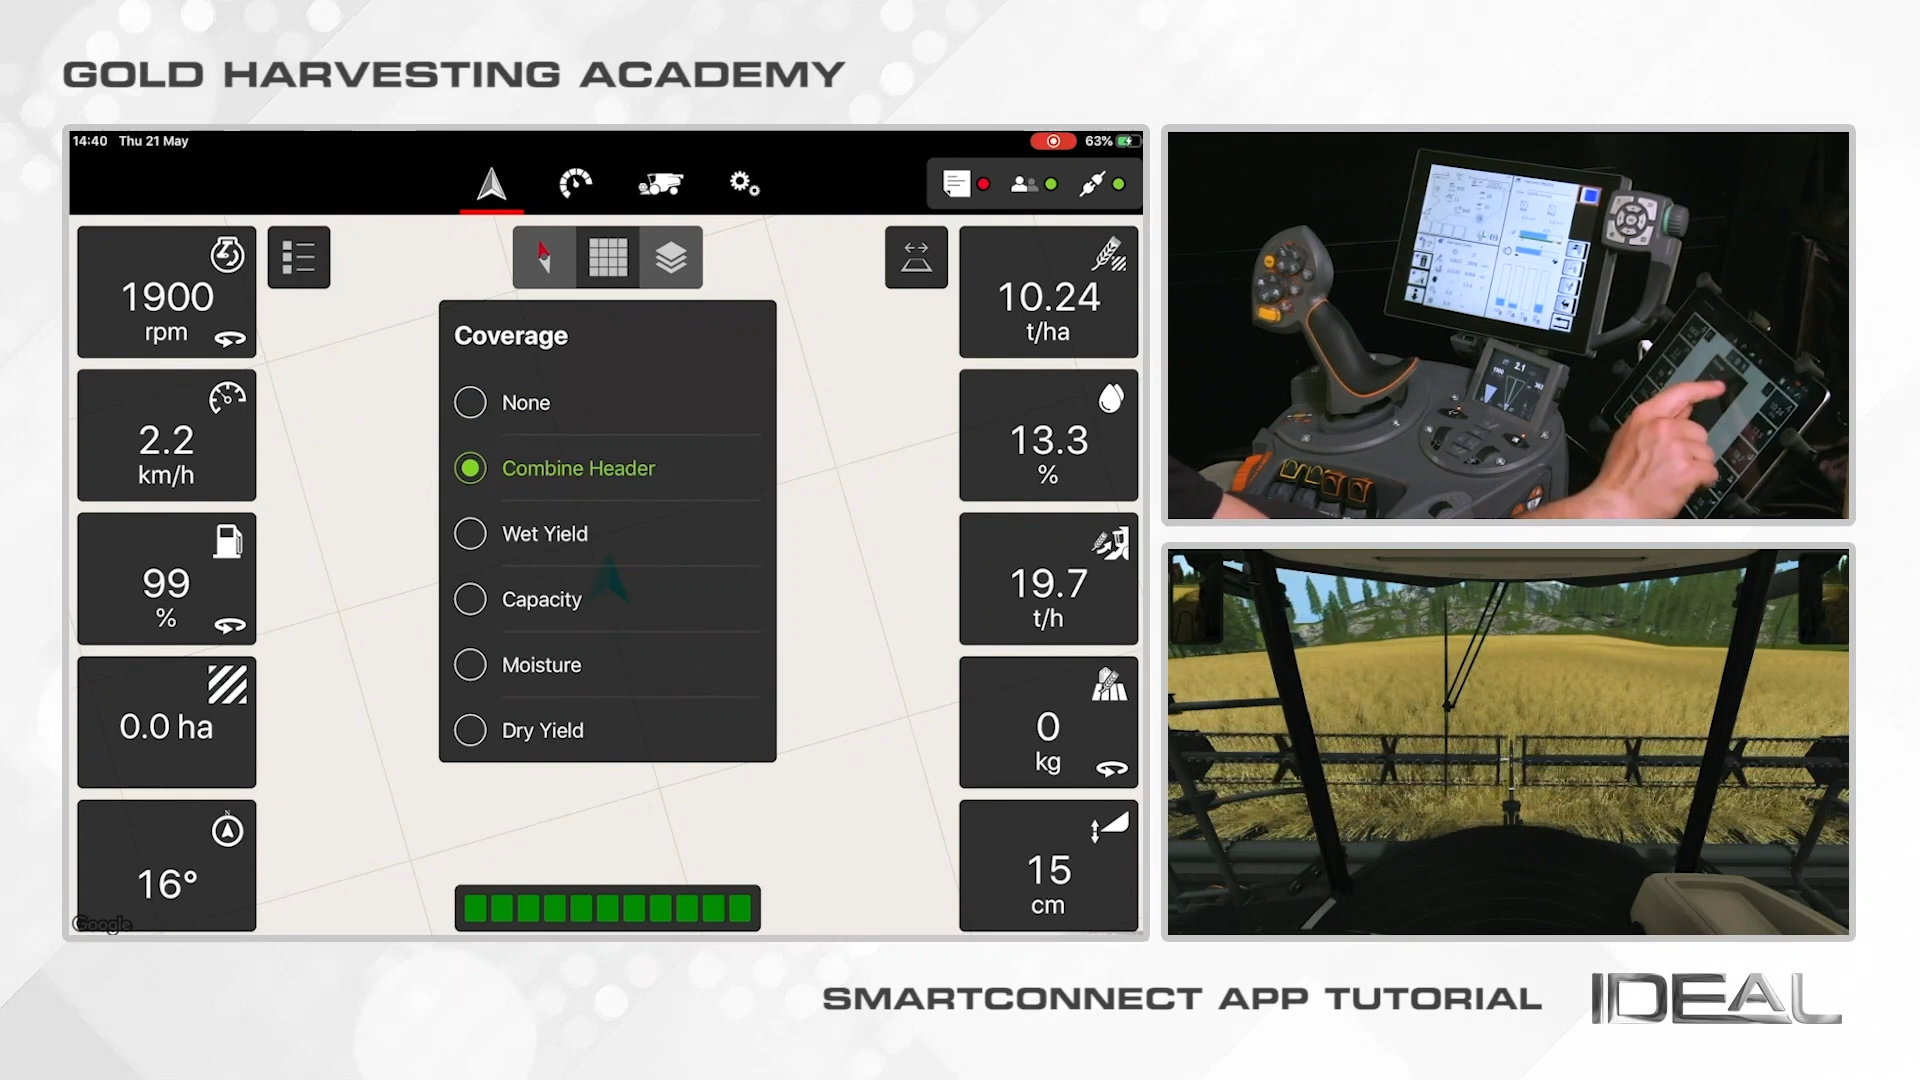 GOLD HARVESTING ACADEMY
14:40 Thu 21 May
63%
1900
rpm
2.2
km/h
99
%
0.0 ha
N
16°
Google
Coverage
None
Combine Header
Wet Yield
Capacity
Moisture
Dry Yield
10.24
t/ha
13.3
%
19.7
t/h
0
kg
15
cm
2.1
SMARTCONNECT APP TUTORIAL
IDEAL